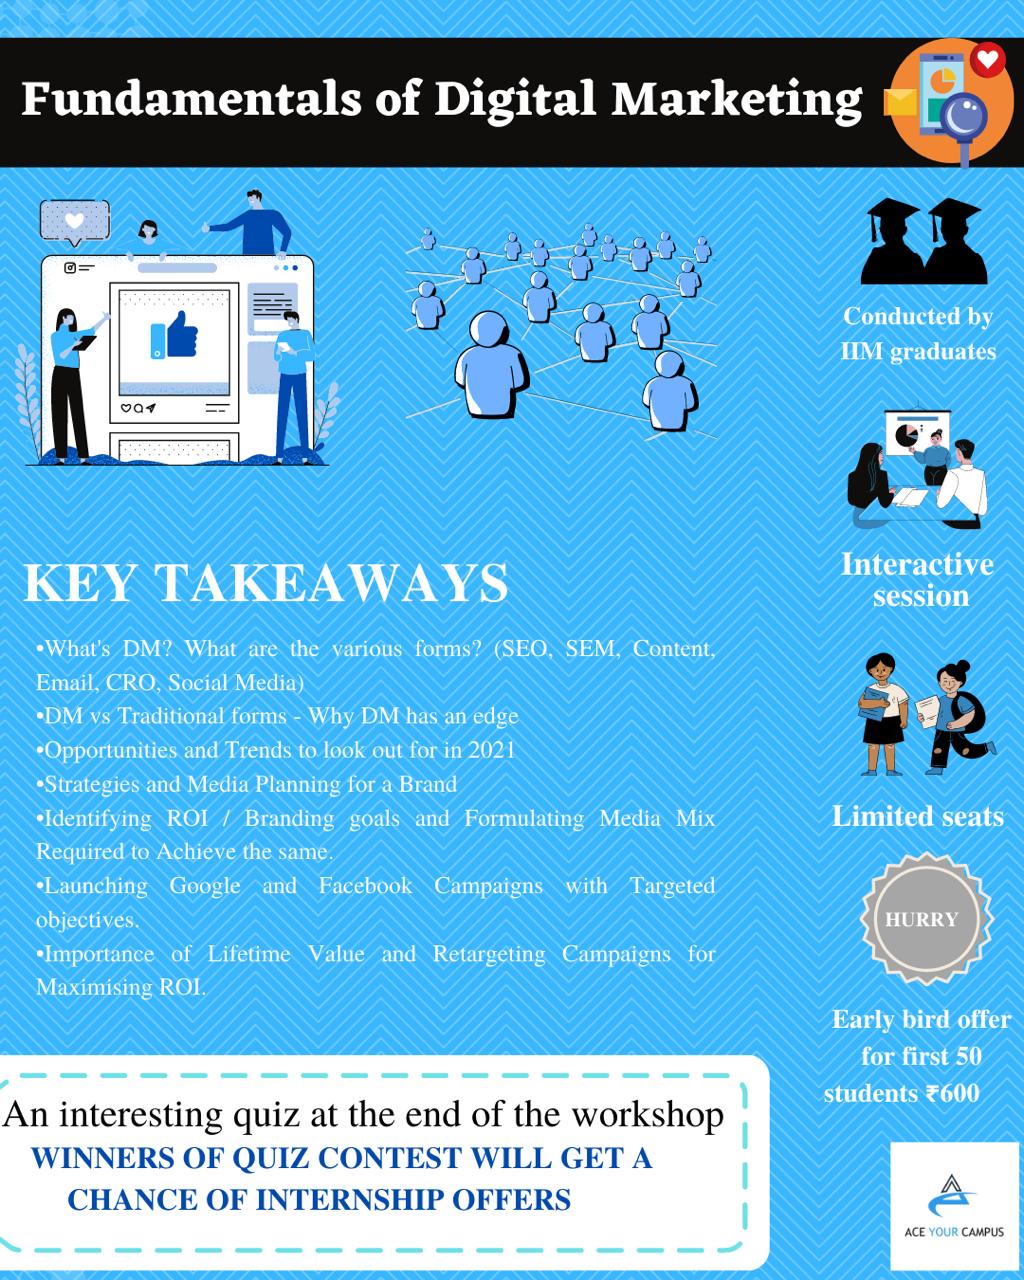 Fundamentals of Digital Marketing
Conducted by
IIM graduates
Interactive
session
KEY TAKEAWAYS
•What's DM? What are the various forms? (SEO, SEM, Content,
Email, CRO, Social Media)
•DM vs Traditional forms - Why DM has an edge
•Opportunities and Trends to look out for in 2021
•Strategies and Media Planning for a Brand
•Identifying ROI / Branding goals and Formulating Media Mix
Required to Achieve the same.
•Launching Google and Facebook Campaigns with Targeted
objectives.
•Importance of Lifetime Value and Retargeting Campaigns for
Maximising ROI.
Limited seats
HURRY
Early bird offer
for first 50
students ₹600
An interesting quiz at the end of the workshop
WINNERS OF QUIZ CONTEST WILL GET A
CHANCE OF INTERNSHIP OFFERS
ACE YOUR CAMPUS